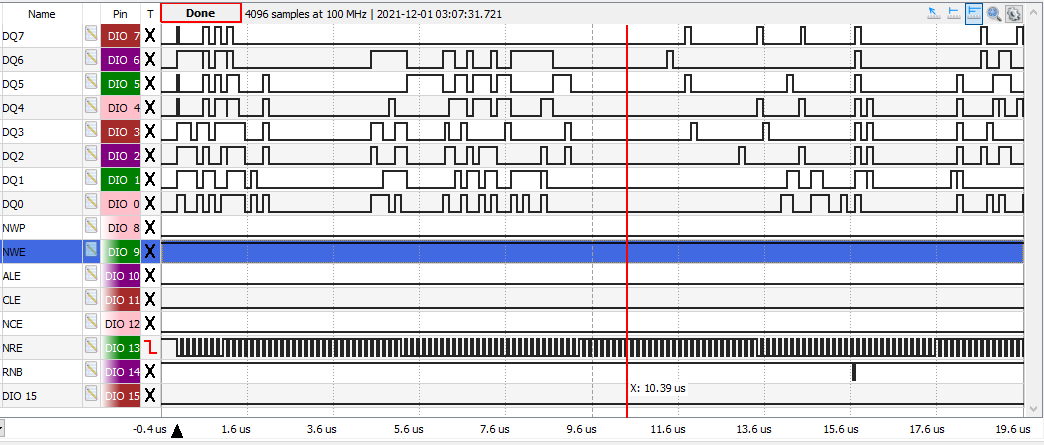 Name Pin T Done 4096 samples at 100 MHz | 2021-12-01 03:07:31.721
DQ7 DIO 7 X
DQ6 DIO 6 X
DQ5 DIO 5 X
DQ4 DIO 4 X
DQ3 DIO 3 X
DQ2 DIO 2 X
DQ1 DIO 1 X
DQ0 DIO 0 X
NWP DIO 8 X
NWE DIO 9 X
ALE DIO 10 X
CLE DIO 11 X
NCE DIO 12 X
NRE DIO 13
RNB DIO 14 X
X: 10.39 us
DIO 15 DIO 15 X
-0.4 us 1.6 us 3.6 us 5.6 us 7.6 us 9.6 us 11.6 us 13.6 us 15.6 us 17.6 us 19.6 us